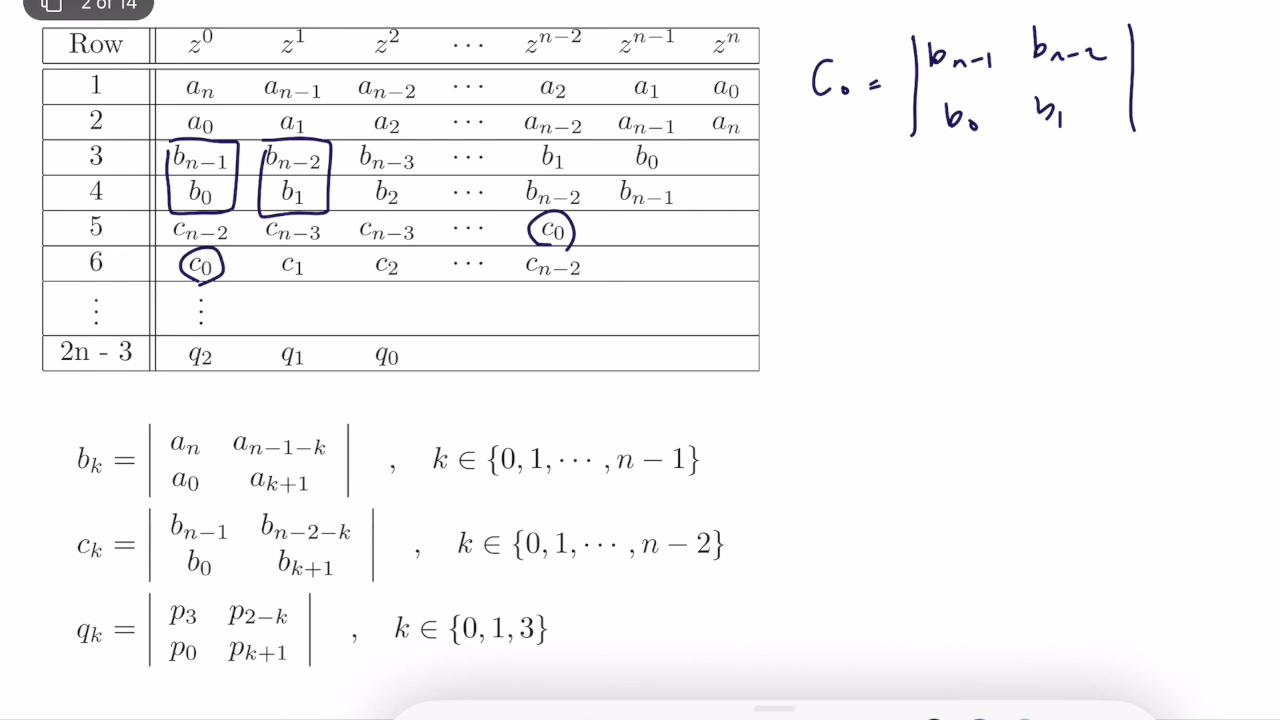 2 of 14
Row z^0 z^1 z^2 ⋯ z^{n−2} z^{n−1} z^n
1 a_n a_{n−1} a_{n−2} ⋯ a_2 a_1 a_0
2 a_0 a_1 a_2 ⋯ a_{n−2} a_{n−1} a_n
3 b_{n−1} b_{n−2} b_{n−3} ⋯ b_1 b_0
4 b_0 b_1 b_2 ⋯ b_{n−2} b_{n−1}
5 c_{n−2} c_{n−3} c_{n−3} ⋯ c_0
6 c_0 c_1 c_2 ⋯ c_{n−2}
⋮ ⋮
2n - 3 q_2 q_1 q_0
C_0 = | b_{n−1} b_{n−2} |
| b_0 b_1 |
b_k = | a_n a_{n−1−k} | , k ∈ {0, 1, ⋯ , n − 1}
| a_0 a_{k+1} |
c_k = | b_{n−1} b_{n−2−k} | , k ∈ {0, 1, ⋯ , n − 2}
| b_0 b_{k+1} |
q_k = | p_3 p_{2−k} | , k ∈ {0, 1, 3}
| p_0 p_{k+1} |